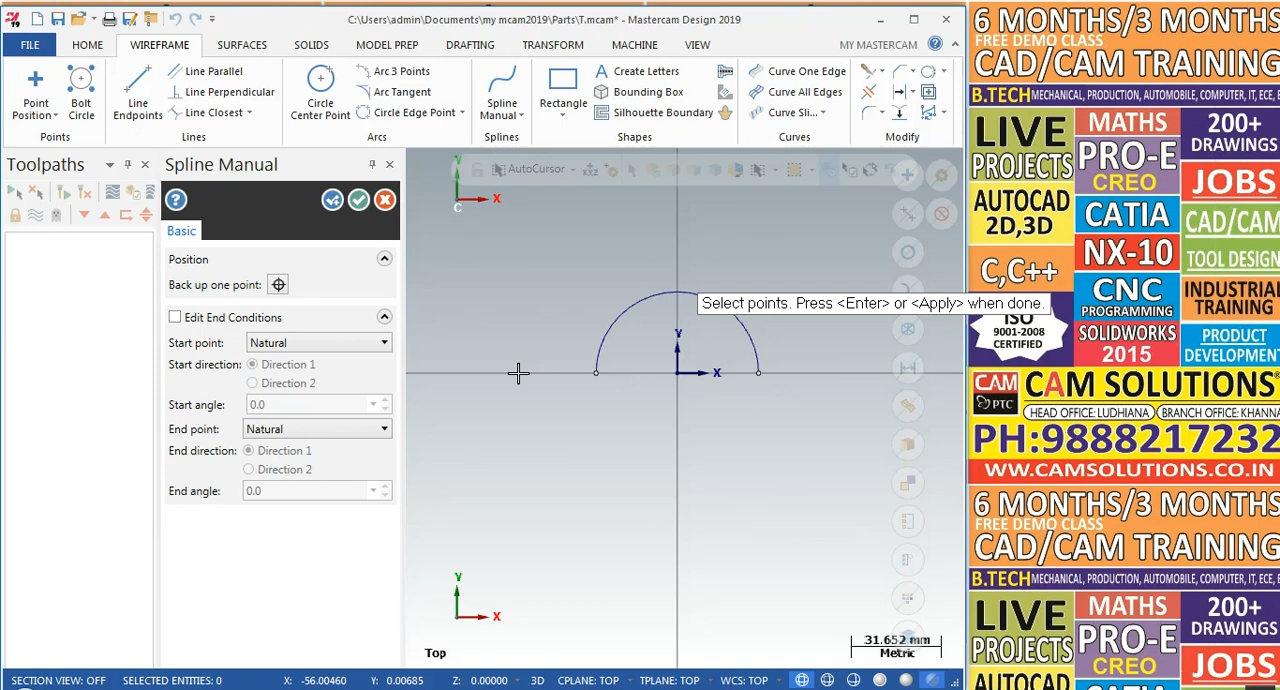 C:\Users\admin\Documents\my mcam2019\Parts\T.mcam* - Mastercam Design 2019
FILE
HOME
WIREFRAME
SURFACES
SOLIDS
MODEL PREP
DRAFTING
TRANSFORM
MACHINE
VIEW
MY MASTERCAM
Point
Position
Bolt
Circle
Points
Line
Endpoints
Line Parallel
Line Perpendicular
Line Closest
Lines
Circle
Center Point
Arc 3 Points
Arc Tangent
Circle Edge Point
Arcs
Spline
Manual
Splines
Rectangle
Create Letters
Bounding Box
Silhouette Boundary
Shapes
Curve One Edge
Curve All Edges
Curve Sli...
Curves
Modify
Toolpaths
Spline Manual
Basic
Position
Back up one point:
Edit End Conditions
Start point:
Natural
Start direction:
Direction 1
Direction 2
Start angle:
0.0
End point:
Natural
End direction:
Direction 1
Direction 2
End angle:
0.0
AutoCursor
Y
X
C
Select points. Press <Enter> or <Apply> when done.
Y
X
Y
X
Top
31.652 mm
Metric
SECTION VIEW: OFF
SELECTED ENTITIES: 0
X: -56.00460
Y: 0.00685
Z: 0.00000
3D
CPLANE: TOP
TPLANE: TOP
WCS: TOP
6 MONTHS/3 MONTHS
FREE DEMO CLASS
CAD/CAM TRAINING
B.TECH MECHANICAL, PRODUCTION, AUTOMOBILE, COMPUTER, IT, ECE,
LIVE
PROJECTS
MATHS
200+
DRAWINGS
PRO-E
CREO
JOBS
AUTOCAD
2D,3D
CATIA
CAD/CAM
NX-10
TOOL DESIGN
C,C++
CNC
PROGRAMMING
INDUSTRIAL
TRAINING
ISO
9001-2008
CERTIFIED
SOLIDWORKS
2015
PRODUCT
DEVELOPMEN
CAM
PTC
CAM SOLUTIONS
HEAD OFFICE: LUDHIANA
BRANCH OFFICE: KHANNA
PH:9888217232
WW.CAMSOLUTIONS.CO.IN
6 MONTHS/3 MONTHS
FREE DEMO CLASS
CAD/CAM TRAINING
B.TECH MECHANICAL, PRODUCTION, AUTOMOBILE, COMPUTER, IT, ECE,
LIVE
PROJECTS
MATHS
200+
DRAWINGS
PRO-E
CREO
JOBS
AUTOCAD